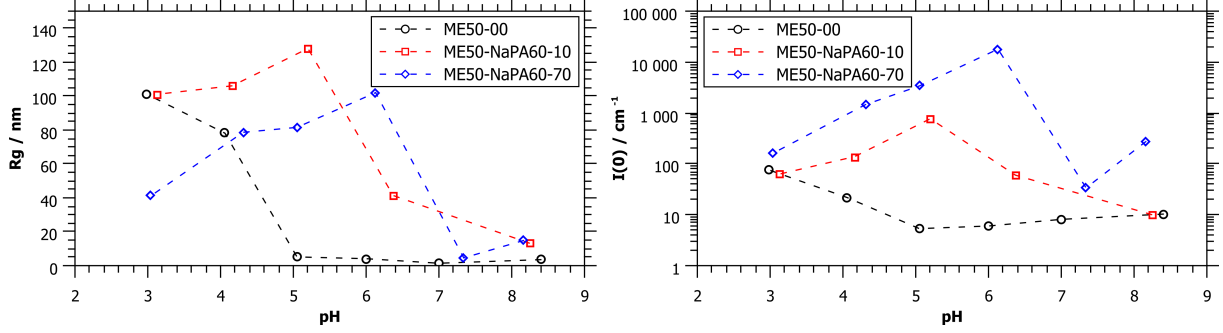 140
120
100
80
60
40
20
0
Rg / nm
2 3 4 5 6 7 8 9
pH
ME50-00
ME50-NaPA60-10
ME50-NaPA60-70
100 000
10 000
1 000
100
10
1
I(0) / cm⁻¹
2 3 4 5 6 7 8 9
pH
ME50-00
ME50-NaPA60-10
ME50-NaPA60-70